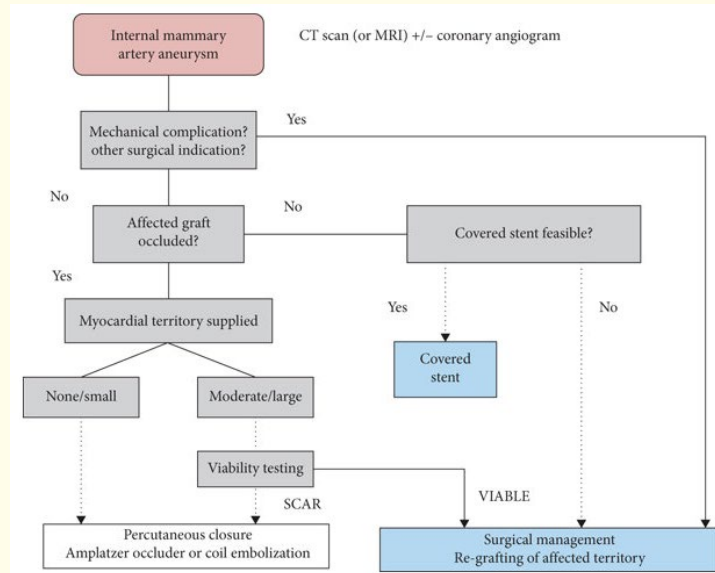 Internal mammary
artery aneurysm
CT scan (or MRI) +/– coronary angiogram
Mechanical complication?
other surgical indication?
Yes
No
Affected graft
occluded?
No
Covered stent feasible?
Yes
Myocardial territory supplied
Yes
No
Covered
stent
None/small
Moderate/large
Viability testing
SCAR
VIABLE
Percutaneous closure
Amplatzer occluder or coil embolization
Surgical management
Re-grafting of affected territory